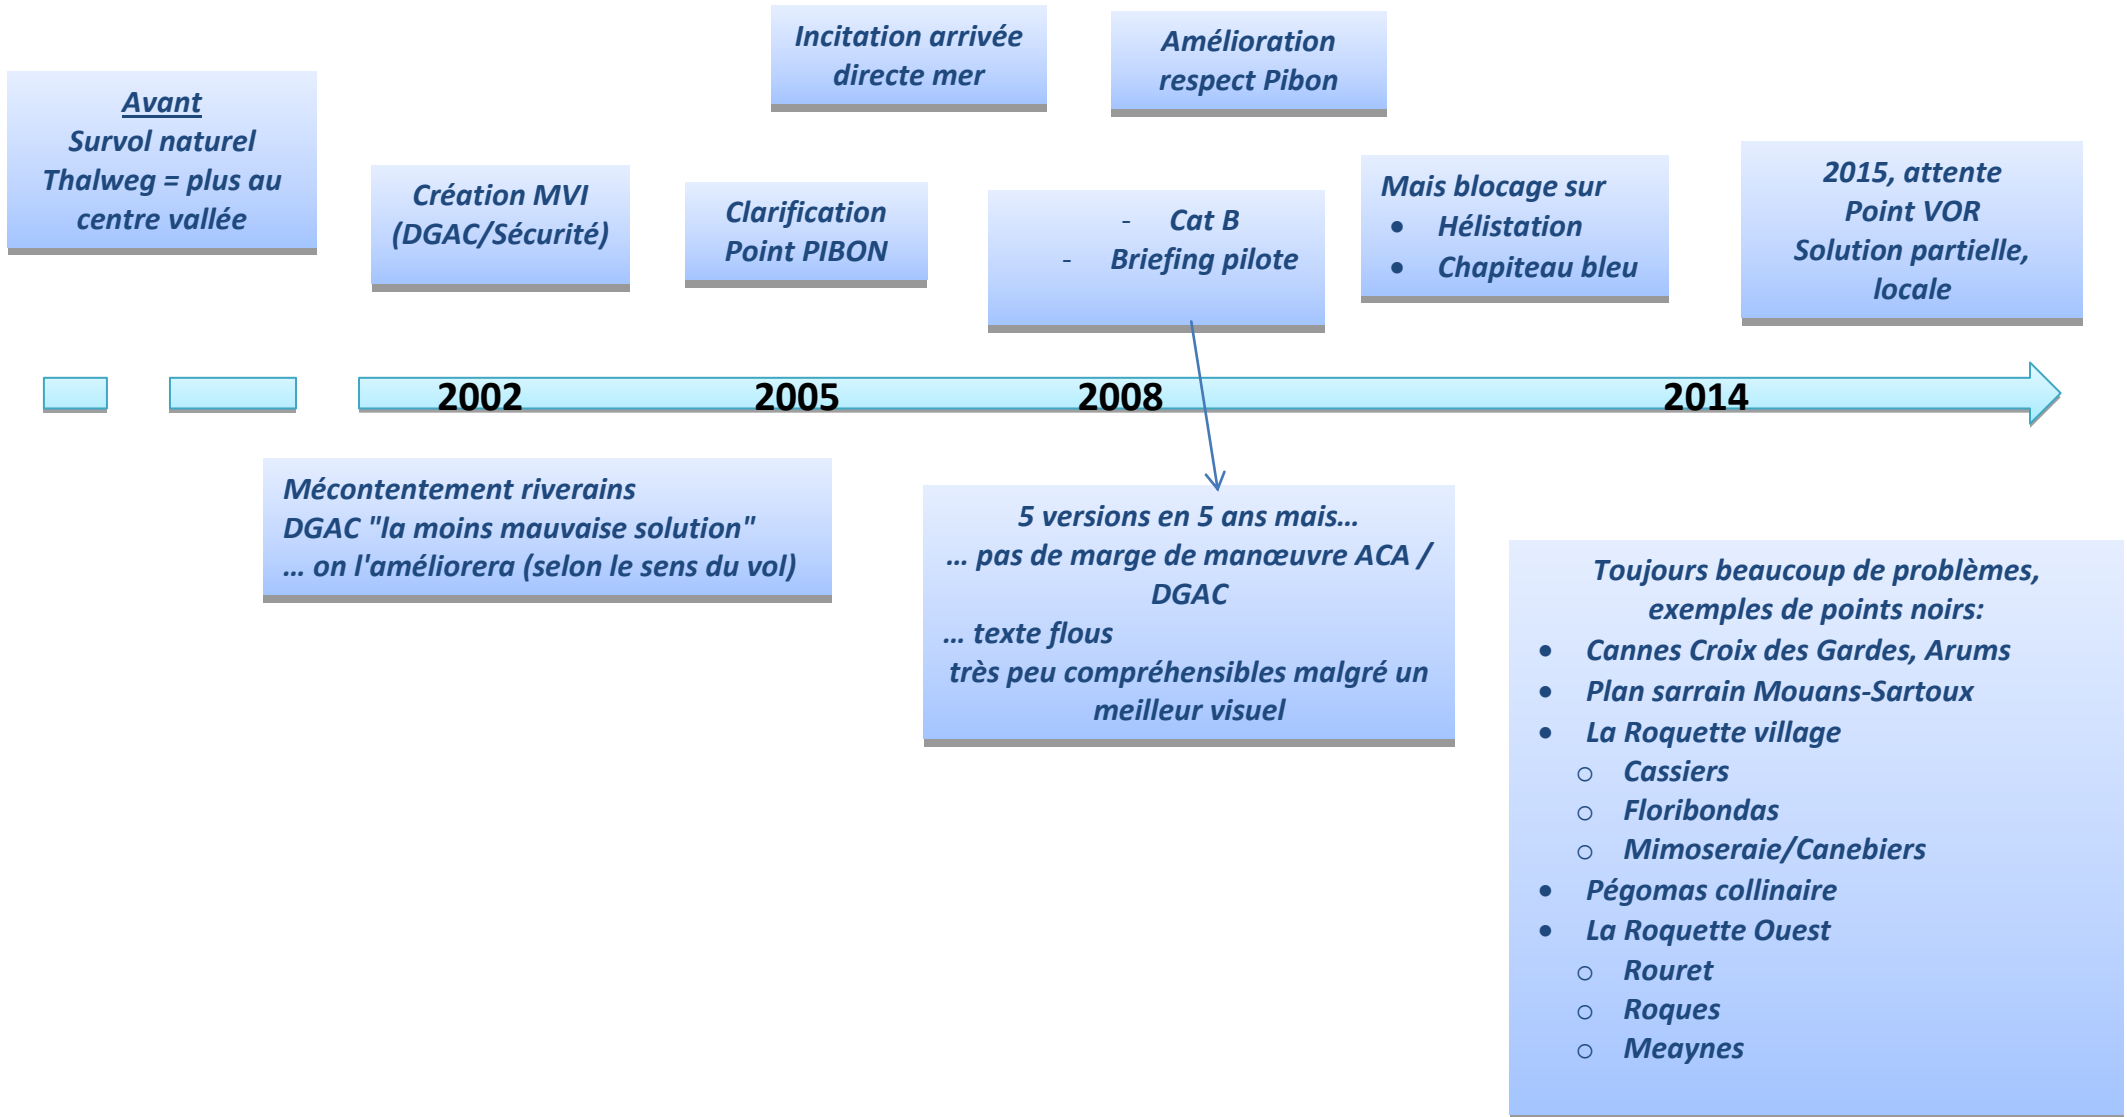 Avant
Survol naturel
Thalweg = plus au
centre vallée
Création MVI
(DGAC/Sécurité)
Incitation arrivée
directe mer
Clarification
Point PIBON
Amélioration
respect Pibon
- Cat B
- Briefing pilote
Mais blocage sur
• Hélistation
• Chapiteau bleu
2015, attente
Point VOR
Solution partielle,
locale
2002
2005
2008
2014
Mécontentement riverains
DGAC "la moins mauvaise solution"
… on l'améliorera (selon le sens du vol)
5 versions en 5 ans mais…
… pas de marge de manœuvre ACA /
DGAC
… texte flous
très peu compréhensibles malgré un
meilleur visuel
Toujours beaucoup de problèmes,
exemples de points noirs:
• Cannes Croix des Gardes, Arums
• Plan sarrain Mouans-Sartoux
• La Roquette village
o Cassiers
o Floribondas
o Mimoseraie/Canebiers
• Pégomas collinaire
• La Roquette Ouest
o Rouret
o Roques
o Meaynes